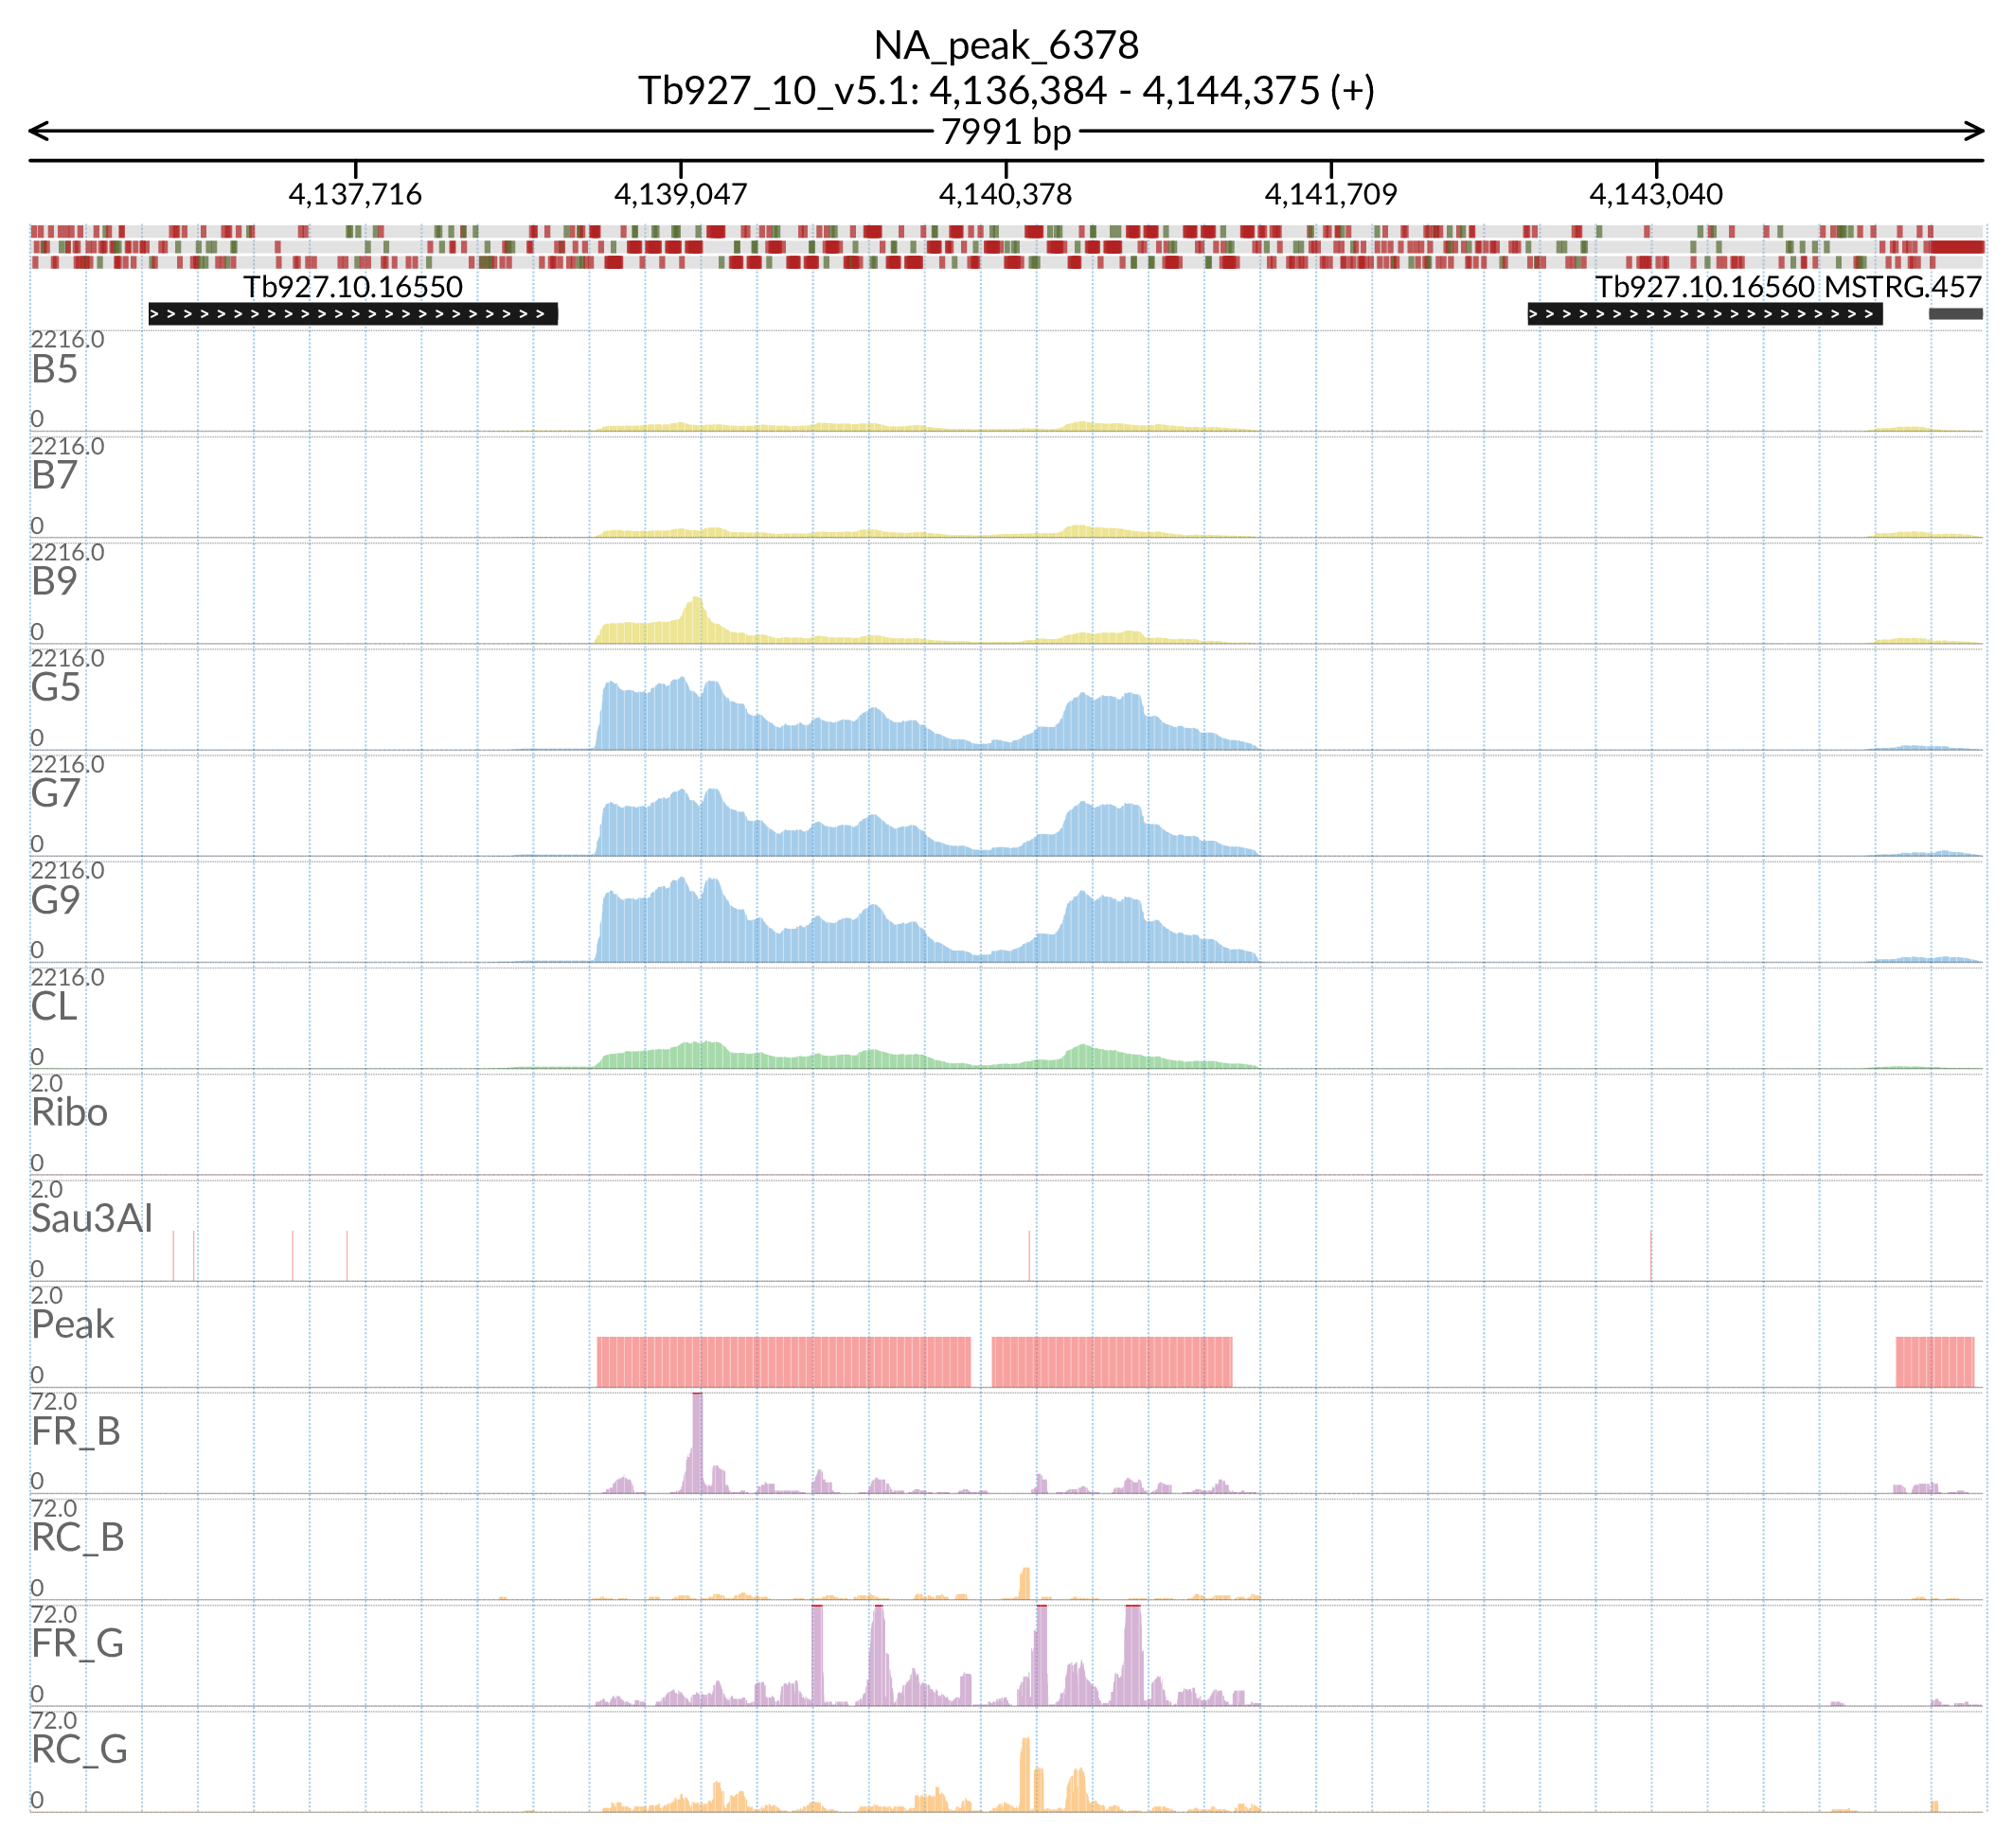 NA_peak_6378
Tb927_10_v5.1: 4,136,384 - 4,144,375 (+)
7991 bp
4,137,716 4,139,047 4,140,378 4,141,709 4,143,040
Tb927.10.16550 Tb927.10.16560 MSTRG.457
2216.0
B5
0
2216.0
B7
0
2216.0
B9
0
2216.0
G5
0
2216.0
G7
0
2216.0
G9
0
2216.0
CL
0
2.0
Ribo
0
2.0
Sau3AI
0
2.0
Peak
0
72.0
FR_B
0
72.0
RC_B
0
72.0
FR_G
0
72.0
RC_G
0